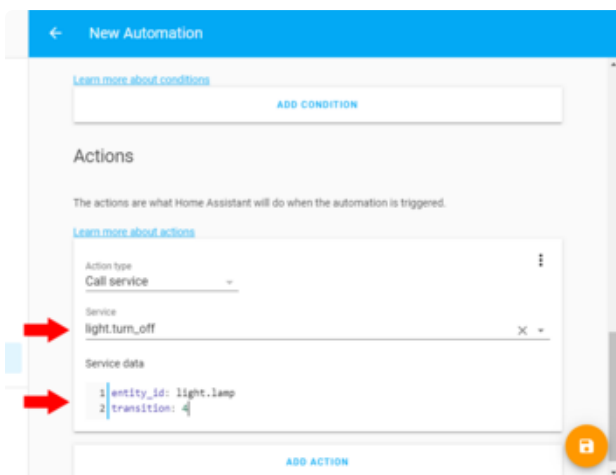 New Automation
Learn more about conditions
ADD CONDITION
Actions
The actions are what Home Assistant will do when the automation is triggered.
Learn more about actions
Action type
Call service
Service
light.turn_off
Service data
1 entity_id: light.lamp
2 transition: 4
ADD ACTION